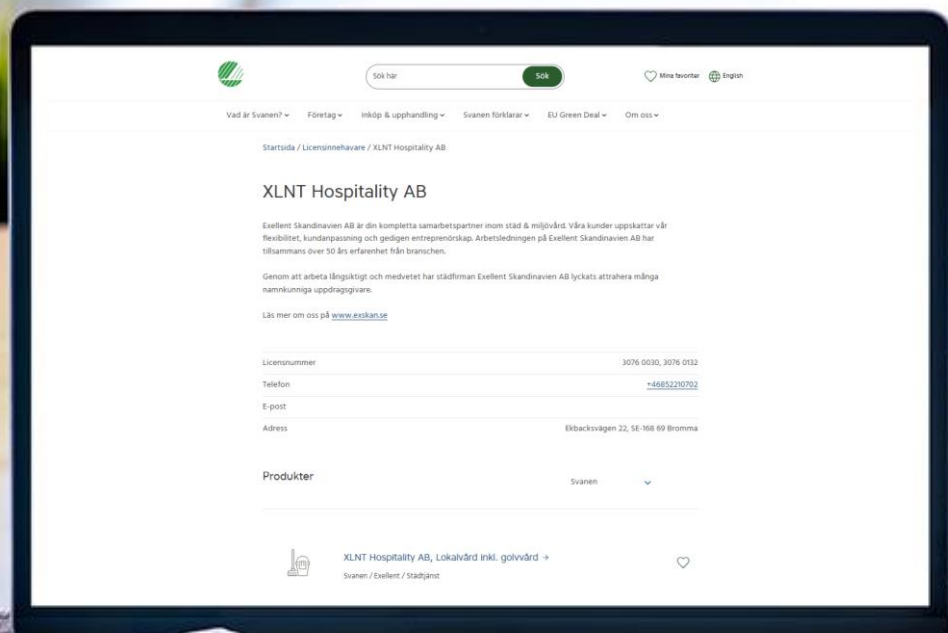 Sök här
Sök
Mina favoriter
English
Vad är Svanen?
Företag
Inköp & upphandling
Svanen förklarar
EU Green Deal
Om oss
Startsida / Licensinnehavare / XLNT Hospitality AB
XLNT Hospitality AB
Exellent Skandinavien AB är din kompletta samarbetspartner inom städ & miljövård. Våra kunder uppskattar vår
flexibilitet, kundanpassning och gedigen entreprenörskap. Arbetsledningen på Exellent Skandinavien AB har
tillsammans över 50 års erfarenhet från branschen.
Genom att arbeta långsiktigt och medvetet har städfirman Exellent Skandinavien AB lyckats attrahera många
namnkunniga uppdragsgivare.
Läs mer om oss på www.exskan.se
Licensnummer 3076 0030, 3076 0132
Telefon +46852210702
E-post
Adress Ekbacksvägen 22, SE-168 69 Bromma
Produkter
Svanen
XLNT Hospitality AB, Lokalvård inkl. golvvård →
Svanen / Exellent / Städtjänst